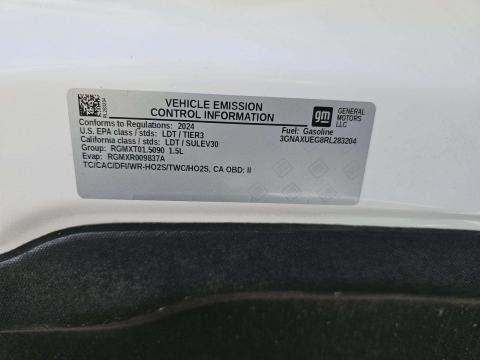 VEHICLE EMISSION
CONTROL INFORMATION
gm
GENERAL
MOTORS
LLC
Conforms to Regulations: 2024
U.S. EPA class / stds: LDT / TIER3
Fuel: Gasoline
California class / stds: LDT / SULEV30
3GNAXUEG8RL283204
Group: RGMXT01.5090 1.5L
Evap: RGMXR009837A
TC/CAC/DFI/WR-HO2S/TWC/HO2S, CA OBD: II